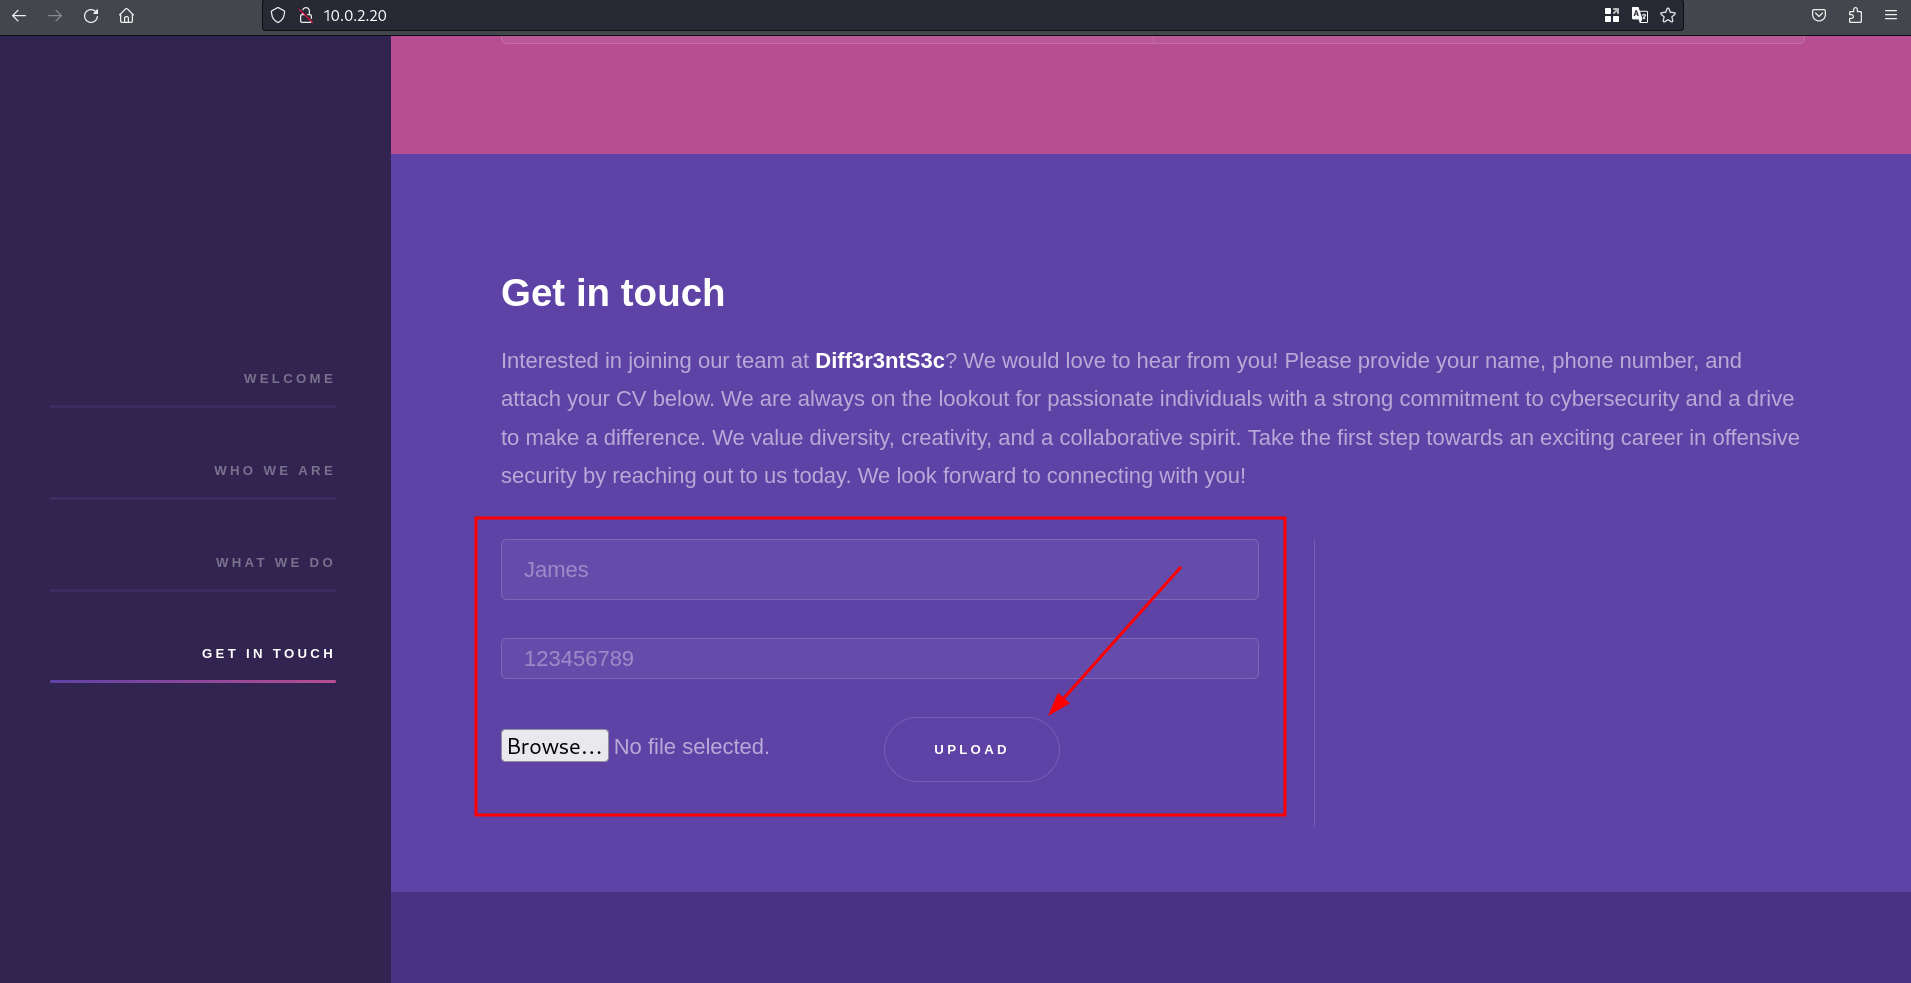 10.0.2.20
WELCOME
WHO WE ARE
WHAT WE DO
GET IN TOUCH
Get in touch
Interested in joining our team at Diff3r3ntS3c? We would love to hear from you! Please provide your name, phone number, and
attach your CV below. We are always on the lookout for passionate individuals with a strong commitment to cybersecurity and a drive
to make a difference. We value diversity, creativity, and a collaborative spirit. Take the first step towards an exciting career in offensive
security by reaching out to us today. We look forward to connecting with you!
James
123456789
Browse... No file selected.
UPLOAD